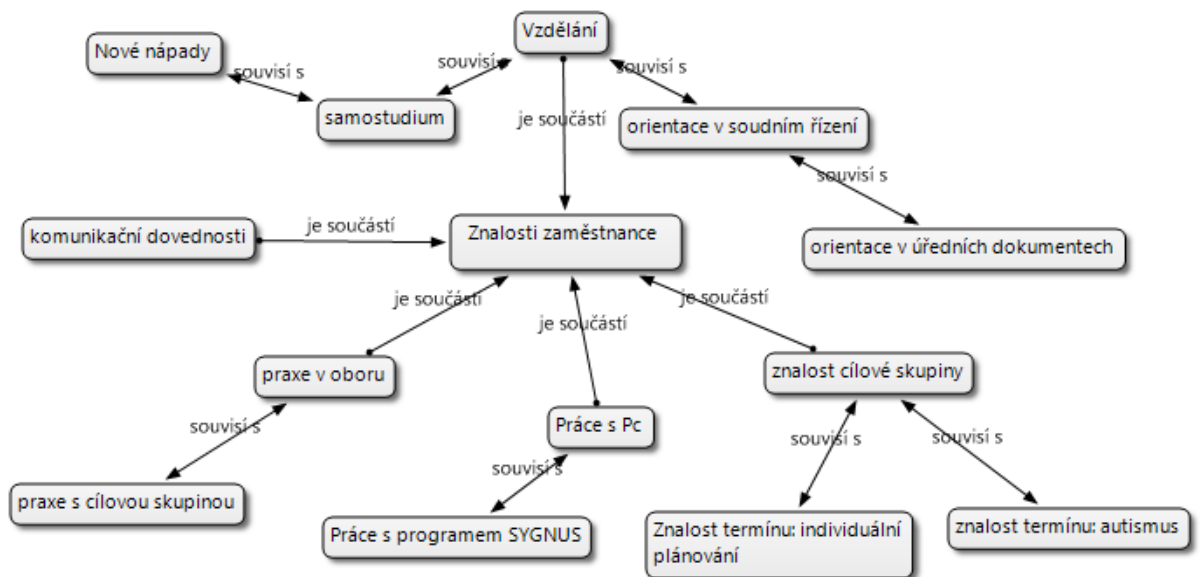 Vzdělání
Nové nápady
souvisí s
souvisí s
souvisí s
samostudium
je součástí
orientace v soudním řízení
souvisí s
komunikační dovednosti
je součástí
Znalosti zaměstnance
orientace v úředních dokumentech
je součástí
je součástí
je součástí
praxe v oboru
znalost cílové skupiny
souvisí s
Práce s Pc
souvisí s
souvisí s
souvisí s
praxe s cílovou skupinou
Práce s programem SYGNUS
Znalost termínu: individuální
plánování
znalost termínu: autismus